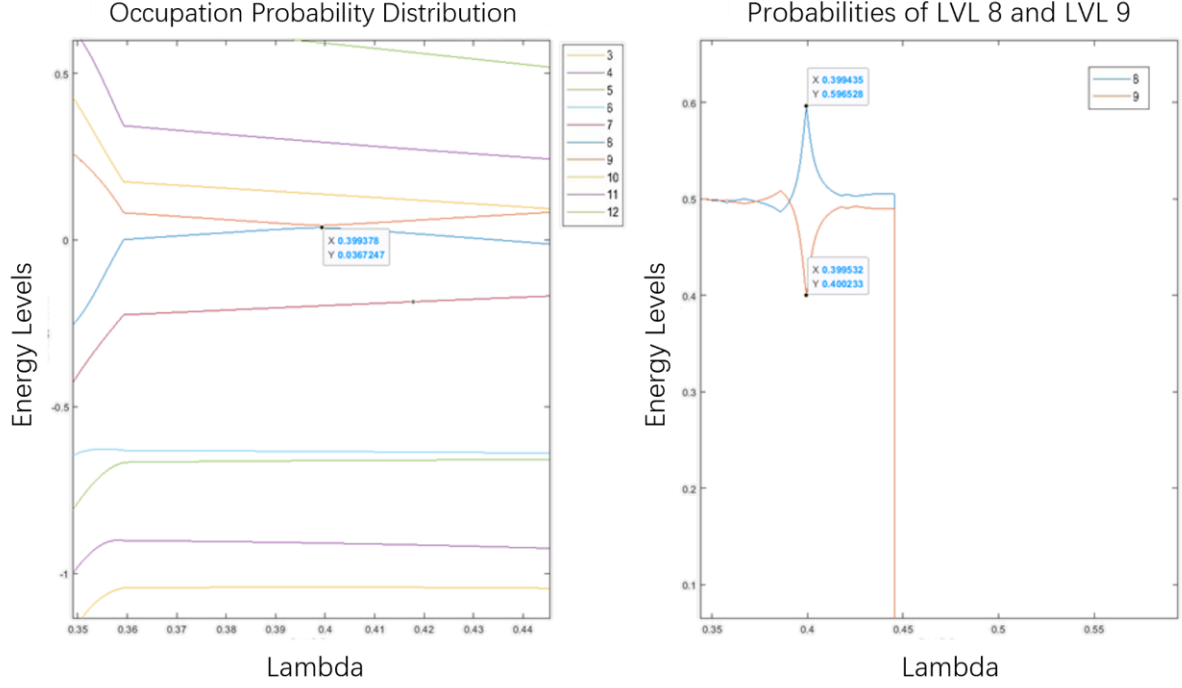 Occupation Probability Distribution
Energy Levels
0.5
0
-0.5
-1
0.35 0.36 0.37 0.38 0.39 0.4 0.41 0.42 0.43 0.44
Lambda
X 0.399378
Y 0.0367247
3
4
5
6
7
8
9
10
11
12
Probabilities of LVL 8 and LVL 9
Energy Levels
0.6
0.5
0.4
0.3
0.2
0.1
0.35 0.4 0.45 0.5 0.55
Lambda
X 0.399435
Y 0.596528
X 0.399532
Y 0.400233
8
9